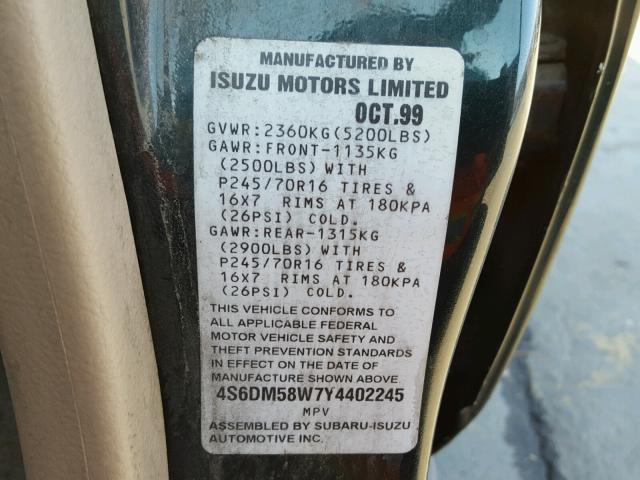 MANUFACTURED BY
ISUZU MOTORS LIMITED
OCT.99
GVWR:2360KG(5200LBS)
GAWR:FRONT-1135KG
(2500LBS)WITH
P245/70R16 TIRES &
16X7 RIMS AT 180KPA
(26PSI) COLD.
GAWR:REAR-1315KG
(2900LBS)WITH
P245/70R16 TIRES &
16X7 RIMS AT 180KPA
(26PSI) COLD.
THIS VEHICLE CONFORMS TO
ALL APPLICABLE FEDERAL
MOTOR VEHICLE SAFETY AND
THEFT PREVENTION STANDARDS
IN EFFECT ON THE DATE OF
MANUFACTURE SHOWN ABOVE.
4S6DM58W7Y4402245
MPV
ASSEMBLED BY SUBARU-ISUZU
AUTOMOTIVE INC.